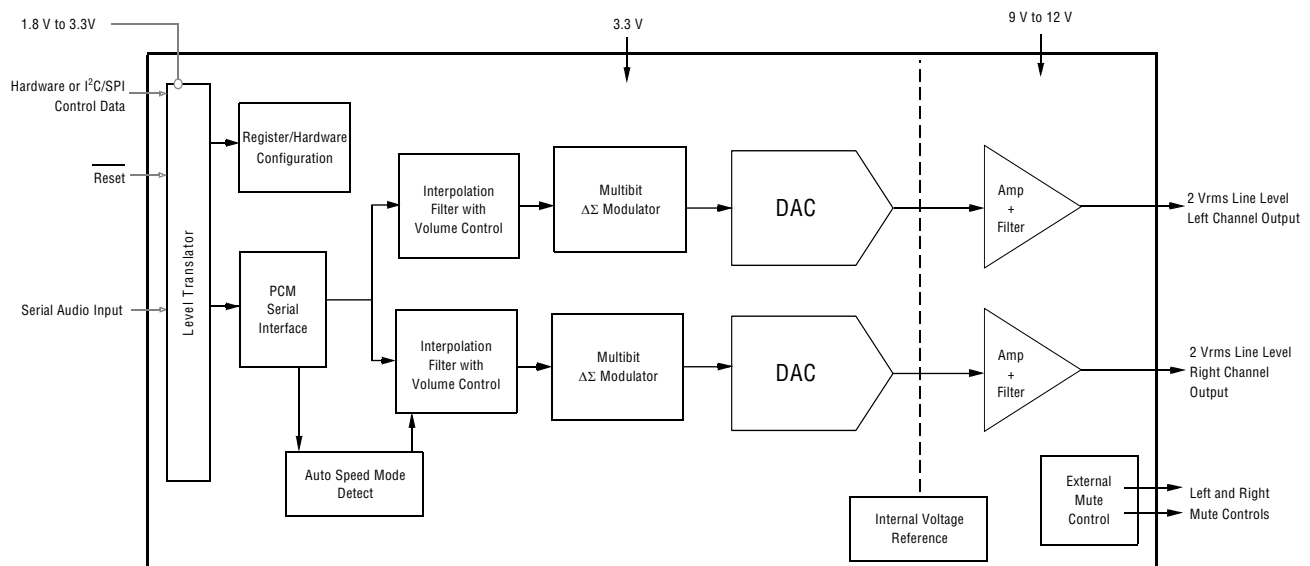 1.8 V to 3.3V
3.3 V
9 V to 12 V
Hardware or I²C/SPI
Control Data
Reset
Serial Audio Input
Level Translator
Register/Hardware
Configuration
PCM
Serial
Interface
Auto Speed Mode
Detect
Interpolation
Filter with
Volume Control
Multibit
ΔΣ Modulator
DAC
Amp
+
Filter
2 Vrms Line Level
Left Channel Output
Interpolation
Filter with
Volume Control
Multibit
ΔΣ Modulator
DAC
Amp
+
Filter
2 Vrms Line Level
Right Channel
Output
Internal Voltage
Reference
External
Mute
Control
Left and Right
Mute Controls